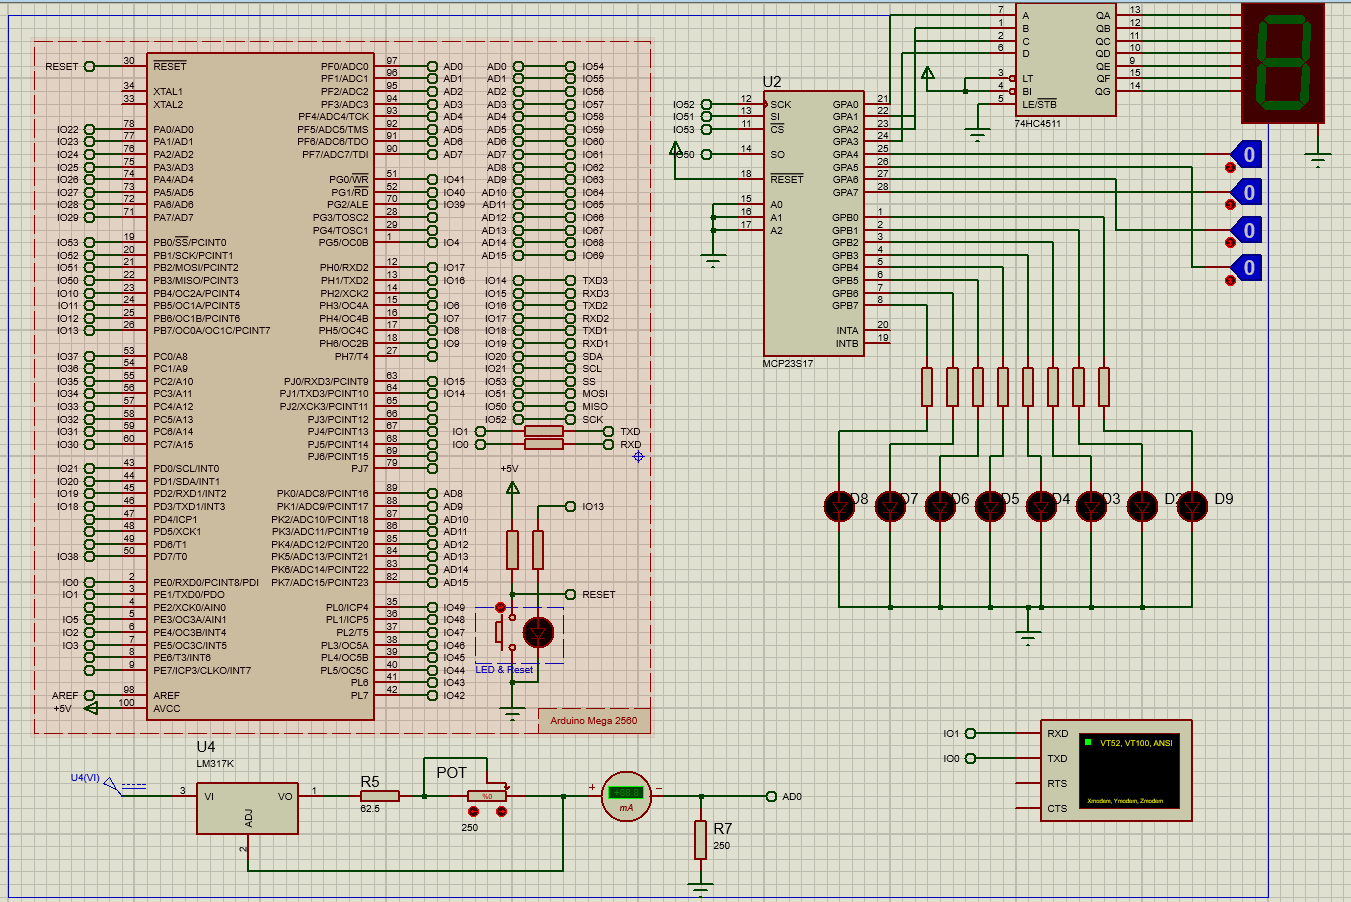 RESET
30
RESET
34
XTAL1
33
XTAL2
IO22
78
PA0/AD0
IO23
77
PA1/AD1
IO24
76
PA2/AD2
IO25
75
PA3/AD3
IO26
74
PA4/AD4
IO27
73
PA5/AD5
IO28
72
PA6/AD6
IO29
71
PA7/AD7
IO53
19
PB0/SS/PCINT0
IO52
20
PB1/SCK/PCINT1
IO51
21
PB2/MOSI/PCINT2
IO50
22
PB3/MISO/PCINT3
IO10
23
PB4/OC2A/PCINT4
IO11
24
PB5/OC1A/PCINT5
IO12
25
PB6/OC1B/PCINT6
IO13
26
PB7/OC0A/OC1C/PCINT7
IO37
53
PC0/A8
IO36
54
PC1/A9
IO35
55
PC2/A10
IO34
56
PC3/A11
IO33
57
PC4/A12
IO32
58
PC5/A13
IO31
59
PC6/A14
IO30
60
PC7/A15
IO21
43
PD0/SCL/INT0
IO20
44
PD1/SDA/INT1
IO19
45
PD2/RXD1/INT2
IO18
46
PD3/TXD1/INT3
47
PD4/ICP1
48
PD5/XCK1
49
PD6/T1
IO38
50
PD7/T0
IO0
2
PE0/RXD0/PCINT8/PDI
IO1
3
PE1/TXD0/PDO
4
PE2/XCK0/AIN0
IO5
5
PE3/OC3A/AIN1
IO2
6
PE4/OC3B/INT4
IO3
7
PE5/OC3C/INT5
8
PE6/T3/INT6
9
PE7/ICP3/CLKO/INT7
AREF
98
AREF
+5V
100
AVCC
PF0/ADC0
97
AD0
PF1/ADC1
96
AD1
PF2/ADC2
95
AD2
PF3/ADC3
94
AD3
PF4/ADC4/TCK
93
AD4
PF5/ADC5/TMS
92
AD5
PF6/ADC6/TDO
91
AD6
PF7/ADC7/TDI
90
AD7
PG0/WR
51
IO41
PG1/RD
52
IO40
PG2/ALE
70
IO39
PG3/TOSC2
28
PG4/TOSC1
29
PG5/OC0B
1
IO4
PH0/RXD2
12
IO17
PH1/TXD2
13
IO16
PH2/XCK2
14
PH3/OC4A
15
IO6
PH4/OC4B
16
IO7
PH5/OC4C
17
IO8
PH6/OC2B
18
IO9
PH7/T4
27
PJ0/RXD3/PCINT9
63
IO15
PJ1/TXD3/PCINT10
64
IO14
PJ2/XCK3/PCINT11
65
PJ3/PCINT12
66
PJ4/PCINT13
67
PJ5/PCINT14
68
PJ6/PCINT15
69
PJ7
79
PK0/ADC8/PCINT16
89
AD8
PK1/ADC9/PCINT17
88
AD9
PK2/ADC10/PCINT18
87
AD10
PK3/ADC11/PCINT19
86
AD11
PK4/ADC12/PCINT20
85
AD12
PK5/ADC13/PCINT21
84
AD13
PK6/ADC14/PCINT22
83
AD14
PK7/ADC15/PCINT23
82
AD15
PL0/ICP4
35
IO49
PL1/ICP5
36
IO48
PL2/T5
37
IO47
PL3/OC5A
38
IO46
PL4/OC5B
39
IO45
PL5/OC5C
40
IO44
PL6
41
IO43
PL7
42
IO42
AD0
IO54
AD1
IO55
AD2
IO56
AD3
IO57
AD4
IO58
AD5
IO59
AD6
IO60
AD7
IO61
AD8
IO62
AD9
IO63
AD10
IO64
AD11
IO65
AD12
IO66
AD13
IO67
AD14
IO68
AD15
IO69
IO14
TXD3
IO15
RXD3
IO16
TXD2
IO17
RXD2
IO18
TXD1
IO19
RXD1
IO20
SDA
IO21
SCL
IO53
SS
IO51
MOSI
IO50
MISO
IO52
SCK
IO1
TXD
IO0
RXD
+5V
IO13
RESET
LED & Reset
Arduino Mega 2560
U2
IO52
12
SCK
IO51
13
SI
IO53
11
CS
IO50
14
SO
18
RESET
15
A0
16
A1
17
A2
GPA0
21
GPA1
22
GPA2
23
GPA3
24
GPA4
25
GPA5
26
GPA6
27
GPA7
28
GPB0
1
GPB1
2
GPB2
3
GPB3
4
GPB4
5
GPB5
6
GPB6
7
GPB7
8
INTA
20
INTB
19
MCP23S17
7
A
QA
13
1
B
QB
12
2
C
QC
11
6
D
QD
10
QE
9
3
LT
QF
15
4
BI
QG
14
5
LE/STB
74HC4511
0
0
0
0
D8
D7
D6
D5
D4
D3
D9
IO1
RXD
IO0
TXD
RTS
CTS
VT52, VT100, ANSI
Xmodem, Ymodem, Zmodem
U4
LM317K
U4(VI)
3
VI
VO
1
ADJ
2
R5
62.5
POT
%0
250
+
mA
−
AD0
R7
250